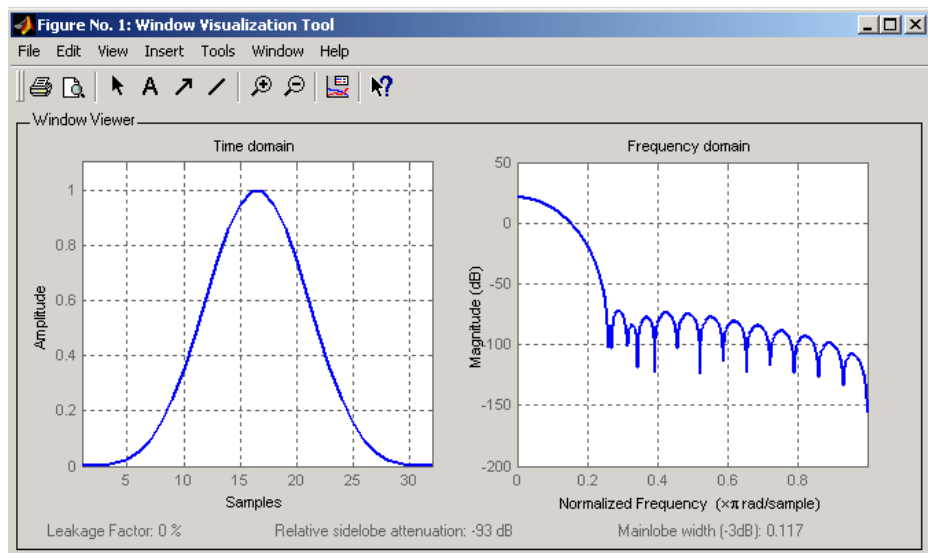 Figure No. 1: Window Visualization Tool
File Edit View Insert Tools Window Help
A
Window Viewer
Time domain
Amplitude
1
0.8
0.6
0.4
0.2
0
5 10 15 20 25 30
Samples
Frequency domain
Magnitude (dB)
50
0
-50
-100
-150
-200
0 0.2 0.4 0.6 0.8
Normalized Frequency (×π rad/sample)
Leakage Factor: 0 % Relative sidelobe attenuation: -93 dB Mainlobe width (-3dB): 0.117